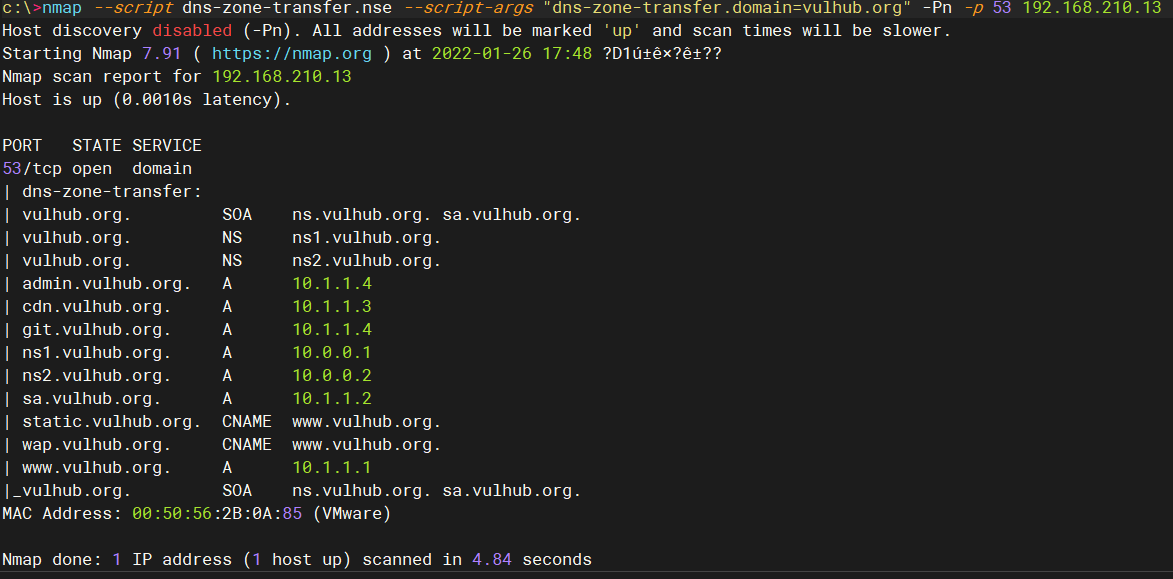 c:\>nmap --script dns-zone-transfer.nse --script-args "dns-zone-transfer.domain=vulhub.org" -Pn -p 53 192.168.210.13
Host discovery disabled (-Pn). All addresses will be marked 'up' and scan times will be slower.
Starting Nmap 7.91 ( https://nmap.org ) at 2022-01-26 17:48 ?D1ú±ê×?ê±??
Nmap scan report for 192.168.210.13
Host is up (0.0010s latency).

PORT   STATE SERVICE
53/tcp open  domain
| dns-zone-transfer:
| vulhub.org.         SOA    ns.vulhub.org. sa.vulhub.org.
| vulhub.org.         NS     ns1.vulhub.org.
| vulhub.org.         NS     ns2.vulhub.org.
| admin.vulhub.org.   A      10.1.1.4
| cdn.vulhub.org.     A      10.1.1.3
| git.vulhub.org.     A      10.1.1.4
| ns1.vulhub.org.     A      10.0.0.1
| ns2.vulhub.org.     A      10.0.0.2
| sa.vulhub.org.      A      10.1.1.2
| static.vulhub.org.  CNAME  www.vulhub.org.
| wap.vulhub.org.     CNAME  www.vulhub.org.
| www.vulhub.org.     A      10.1.1.1
|_vulhub.org.         SOA    ns.vulhub.org. sa.vulhub.org.
MAC Address: 00:50:56:2B:0A:85 (VMware)

Nmap done: 1 IP address (1 host up) scanned in 4.84 seconds